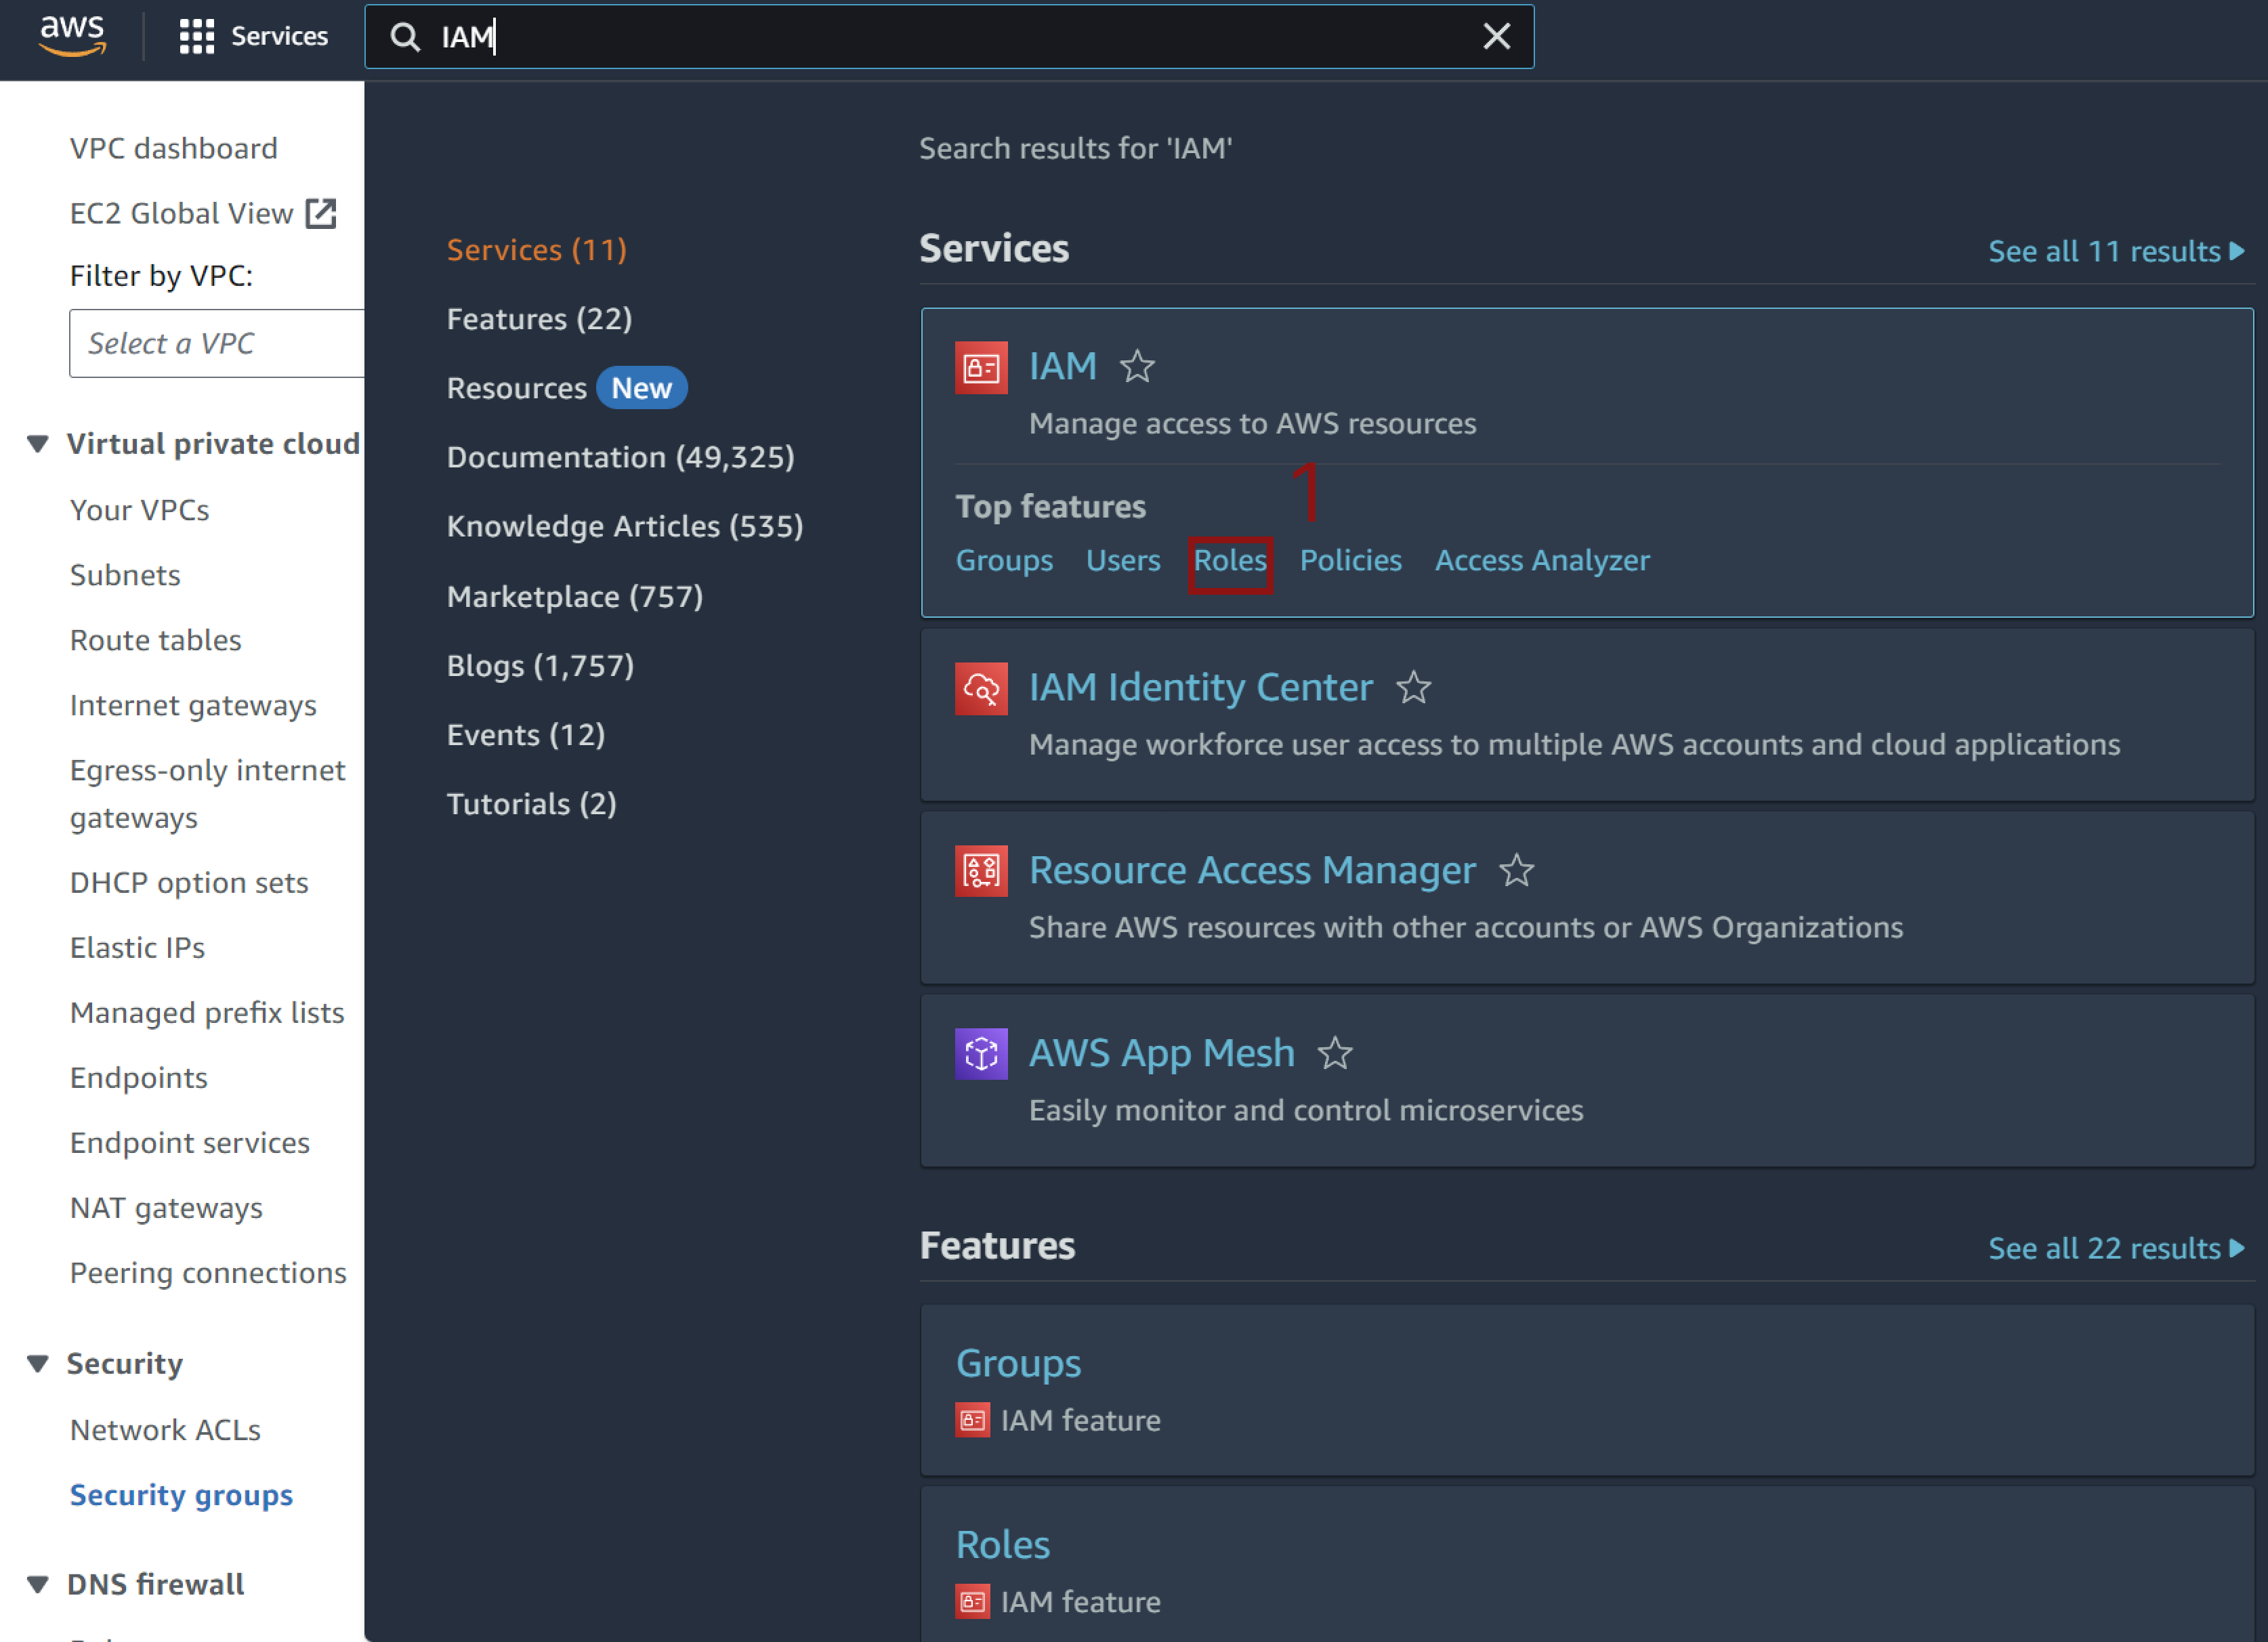 aws
Services
IAM
VPC dashboard
EC2 Global View
Filter by VPC:
Select a VPC
Virtual private cloud
Your VPCs
Subnets
Route tables
Internet gateways
Egress-only internet
gateways
DHCP option sets
Elastic IPs
Managed prefix lists
Endpoints
Endpoint services
NAT gateways
Peering connections
Security
Network ACLs
Security groups
DNS firewall
Services (11)
Features (22)
Resources New
Documentation (49,325)
Knowledge Articles (535)
Marketplace (757)
Blogs (1,757)
Events (12)
Tutorials (2)
Search results for 'IAM'
Services
See all 11 results
IAM
Manage access to AWS resources
1
Top features
Groups Users Roles Policies Access Analyzer
IAM Identity Center
Manage workforce user access to multiple AWS accounts and cloud applications
Resource Access Manager
Share AWS resources with other accounts or AWS Organizations
AWS App Mesh
Easily monitor and control microservices
Features
See all 22 results
Groups
IAM feature
Roles
IAM feature